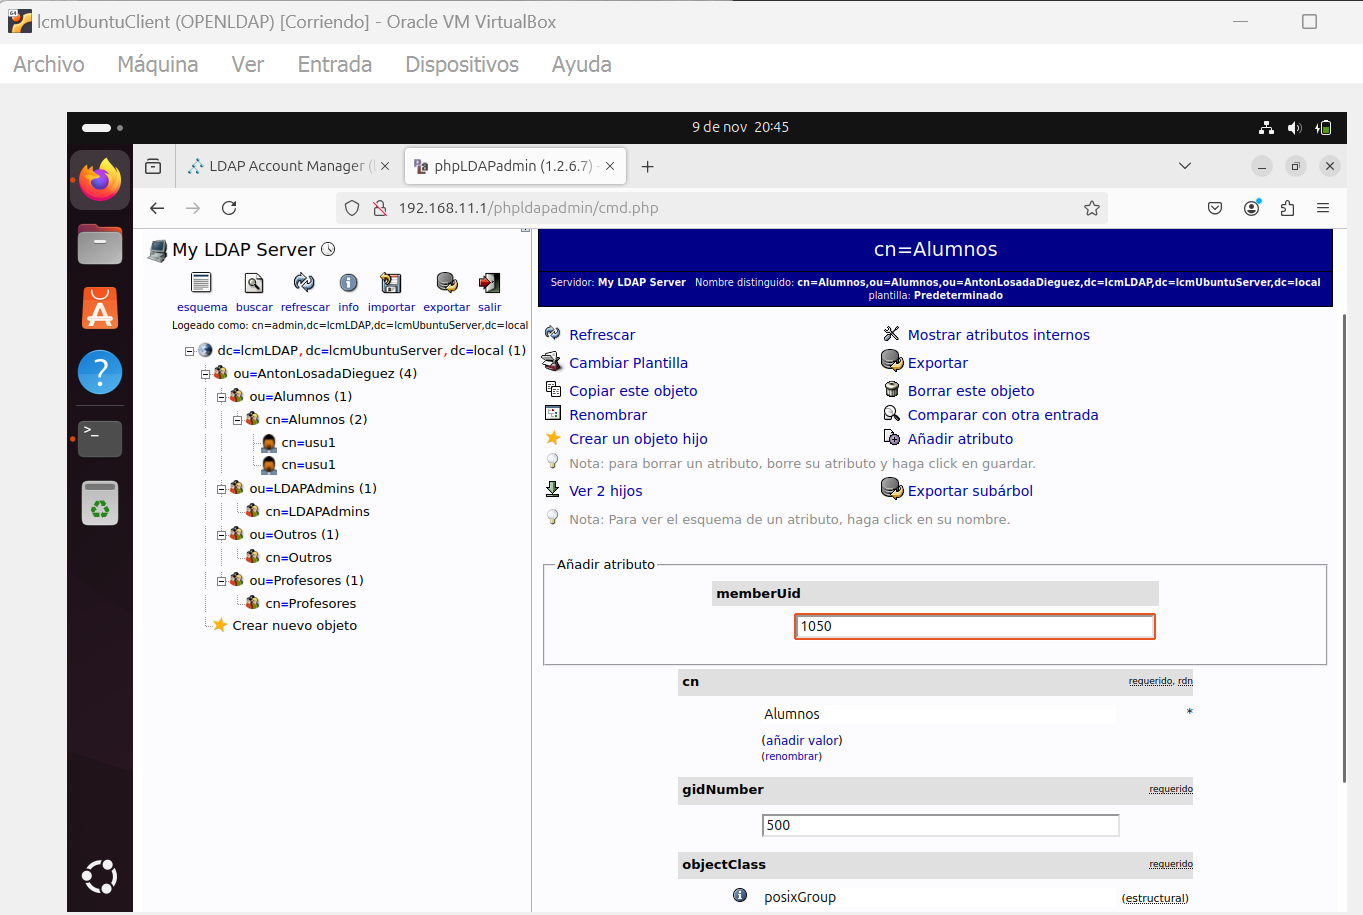 lcmUbuntuClient (OPENLDAP) [Corriendo] - Oracle VM VirtualBox
Archivo Máquina Ver Entrada Dispositivos Ayuda
9 de nov 20:45
LDAP Account Manager (
phpLDAPadmin (1.2.6.7) -
192.168.11.1/phpldapadmin/cmd.php
My LDAP Server
esquema buscar refrescar info importar exportar salir
Logeado como: cn=admin,dc=lcmLDAP,dc=lcmUbuntuServer,dc=local
dc=lcmLDAP,dc=lcmUbuntuServer,dc=local (1)
ou=AntonLosadaDieguez (4)
ou=Alumnos (1)
cn=Alumnos (2)
cn=usu1
cn=usu1
ou=LDAPAdmins (1)
cn=LDAPAdmins
ou=Outros (1)
cn=Outros
ou=Profesores (1)
cn=Profesores
Crear nuevo objeto
cn=Alumnos
Servidor: My LDAP Server Nombre distinguido: cn=Alumnos,ou=Alumnos,ou=AntonLosadaDieguez,dc=lcmLDAP,dc=lcmUbuntuServer,dc=local
plantilla: Predeterminado
Refrescar Mostrar atributos internos
Cambiar Plantilla Exportar
Copiar este objeto Borrar este objeto
Renombrar Comparar con otra entrada
Crear un objeto hijo Añadir atributo
Nota: para borrar un atributo, borre su atributo y haga click en guardar.
Ver 2 hijos Exportar subárbol
Nota: Para ver el esquema de un atributo, haga click en su nombre.
Añadir atributo
memberUid
1050
cn requerido, rdn
Alumnos *
(añadir valor)
(renombrar)
gidNumber requerido
500
objectClass requerido
posixGroup (estructural)